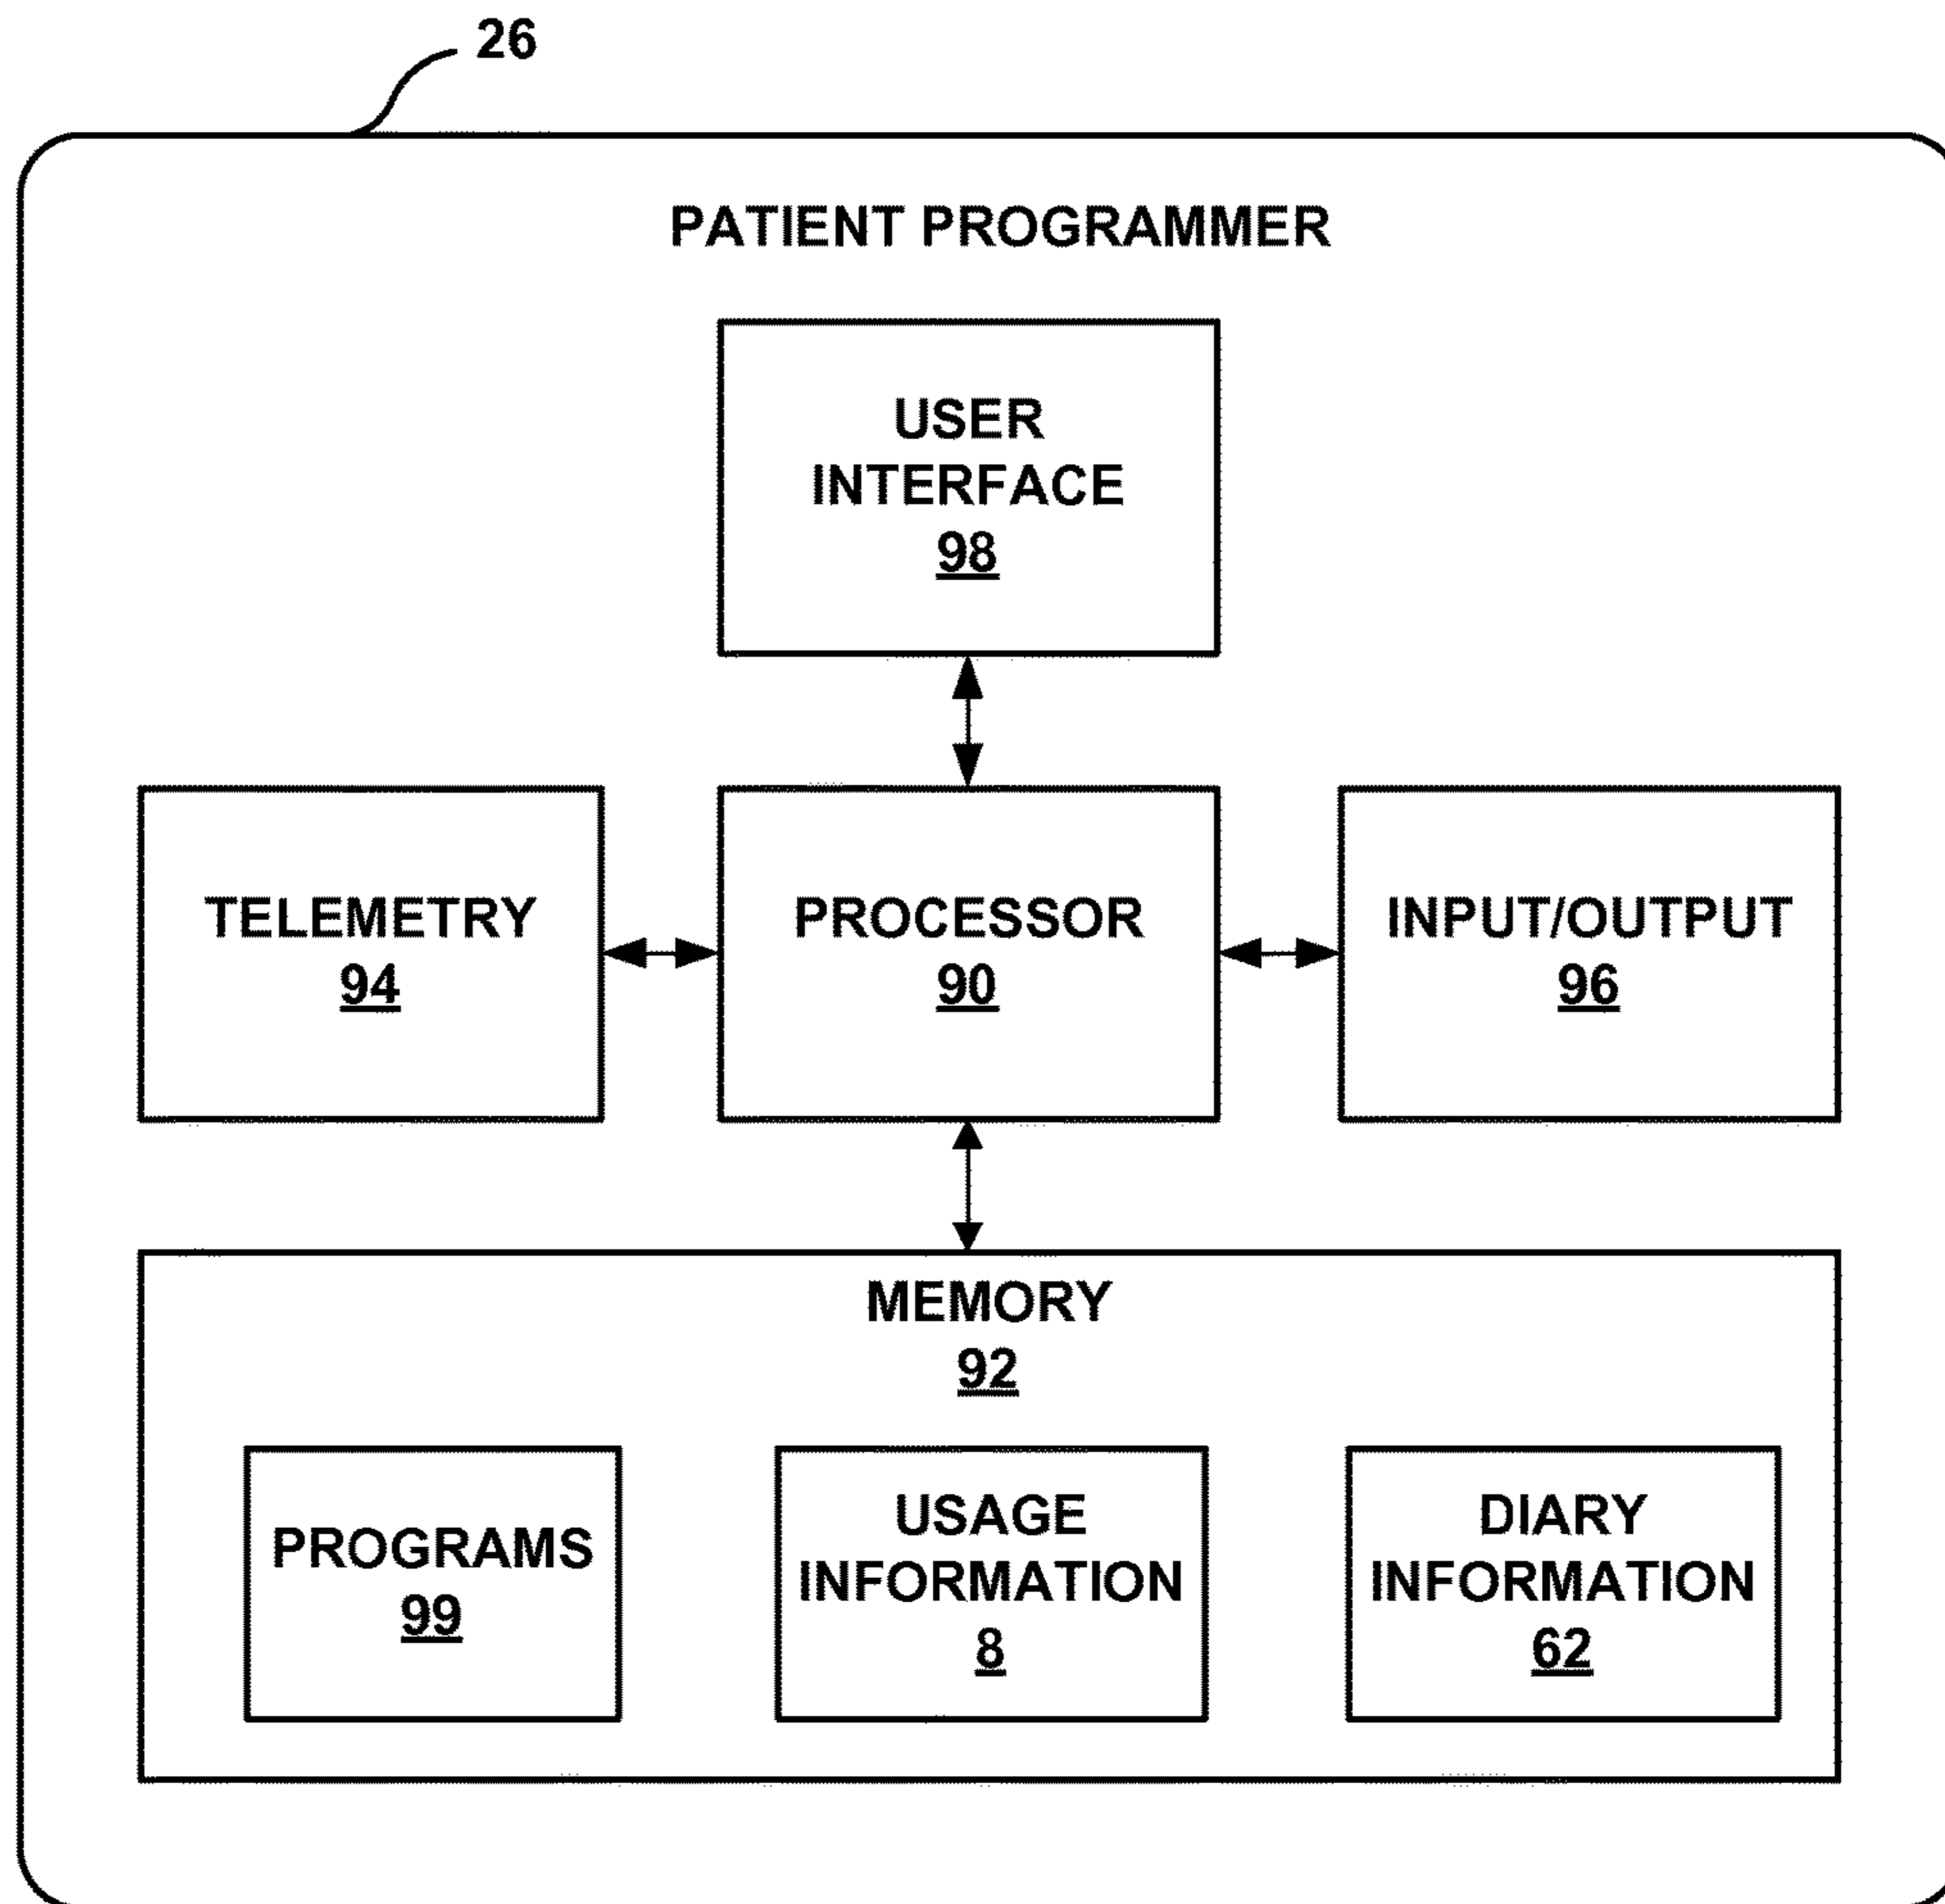 26
PATIENT PROGRAMMER
USER
INTERFACE
98
TELEMETRY
94
PROCESSOR
90
INPUT/OUTPUT
96
MEMORY
92
PROGRAMS
99
USAGE
INFORMATION
8
DIARY
INFORMATION
62